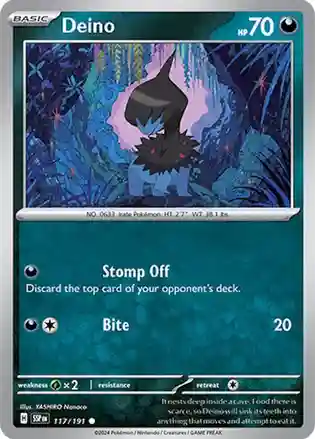 BASIC
Deino
HP 70
NO. 0633 Irate Pokémon HT: 2'7" WT: 38.1 lbs.
Stomp Off
Discard the top card of your opponent's deck.
Bite 20
weakness ×2 resistance retreat
Illus. YASHIRO Nanaco
H SSP EN 117/191
It nests deep inside a cave. Food there is
scarce, so Deino will sink its teeth into
anything that moves and attempt to eat it.
©2024 Pokémon / Nintendo / Creatures / GAME FREAK